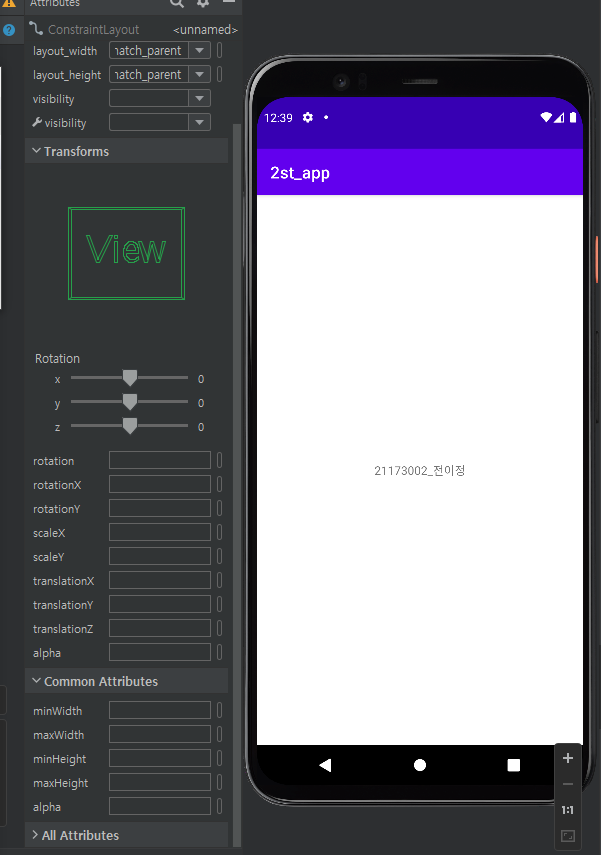 Attributes
ConstraintLayout <unnamed>
layout_width match_parent
layout_height match_parent
visibility
visibility
Transforms
View
Rotation
x 0
y 0
z 0
rotation
rotationX
rotationY
scaleX
scaleY
translationX
translationY
translationZ
alpha
Common Attributes
minWidth
maxWidth
minHeight
maxHeight
alpha
All Attributes
12:39
2st_app
21173002_전이정
1:1